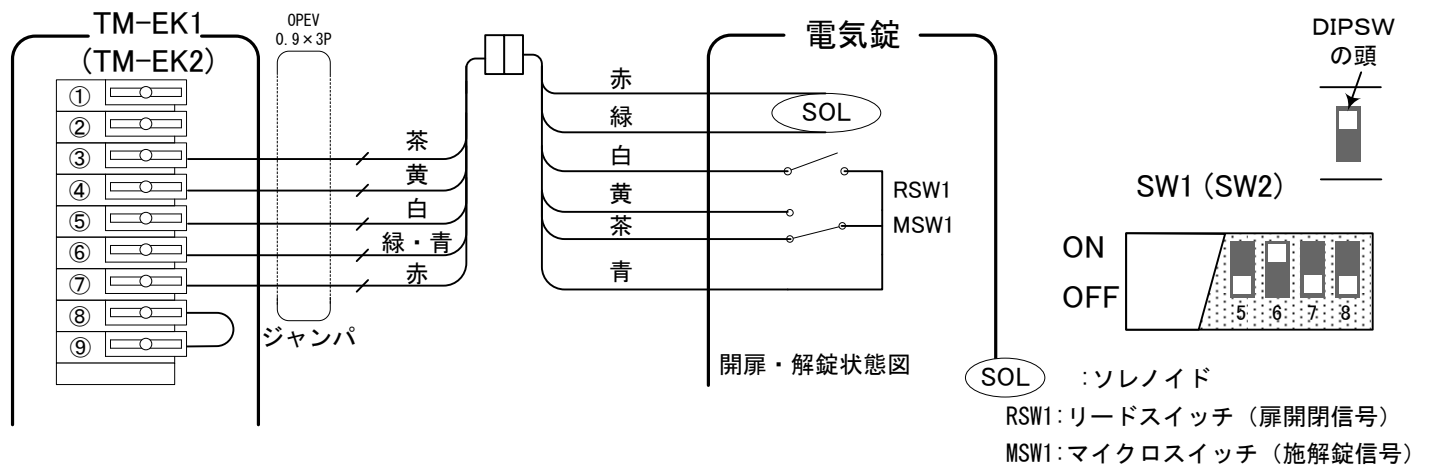 TM-EK1
(TM-EK2)
OPEV
0.9×3P
①
②
③
④
⑤
⑥
⑦
⑧
⑨
茶
黄
白
緑・青
赤
ジャンパ
電気錠
赤
緑
白
黄
茶
青
SOL
RSW1
MSW1
開扉・解錠状態図
DIPSW
の頭
SW1(SW2)
ON
OFF
5 6 7 8
SOL :ソレノイド
RSW1:リードスイッチ(扉開閉信号)
MSW1:マイクロスイッチ(施解錠信号)